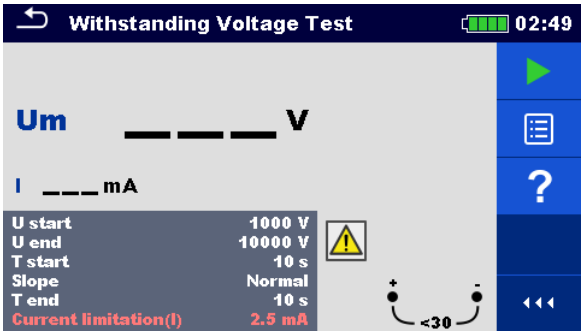 Withstanding Voltage Test 02:49
Um _ _ _ V
I _ _ _ mA
?
U start 1000 V
U end 10000 V
T start 10 s
Slope Normal
T end 10 s
Current limitation(I) 2.5 mA
+ -
<30